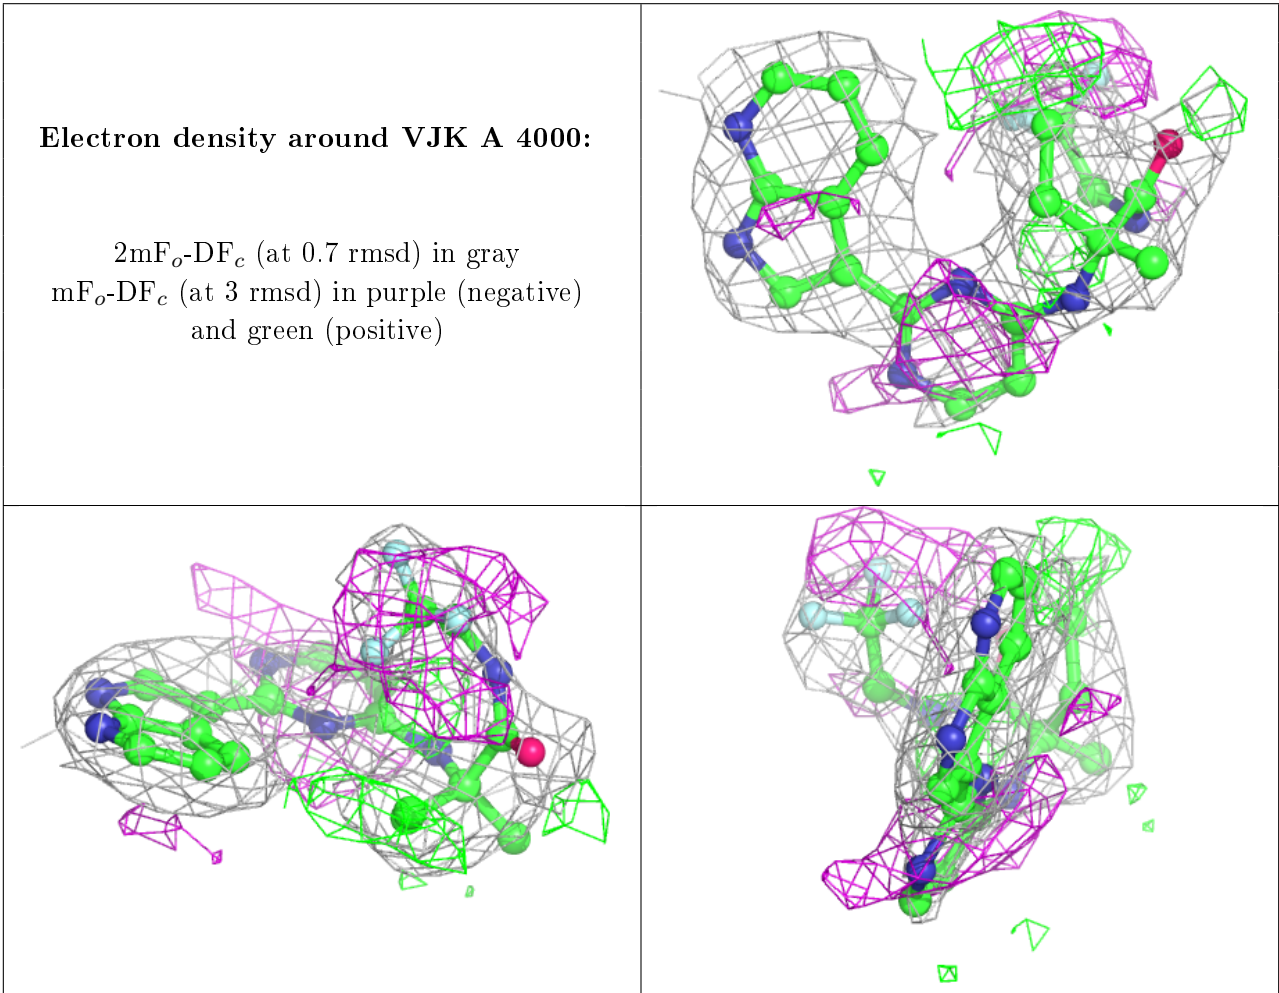 Electron density around VJK A 4000:
2mFo-DFc (at 0.7 rmsd) in gray
mFo-DFc (at 3 rmsd) in purple (negative)
and green (positive)